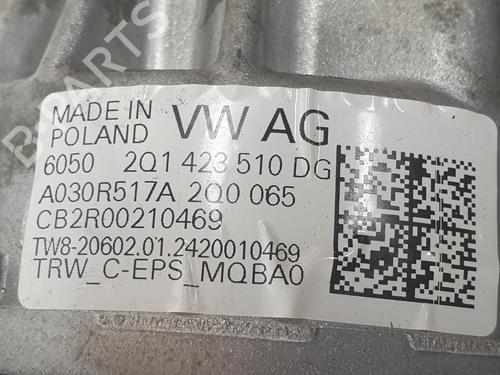 MADE IN POLAND VW AG
6050 2Q1 423 510 DG
A030R517A 2Q0 065
CB2R00210469
TW8-20602.01.2420010469
TRW_C-EPS_MQBA0